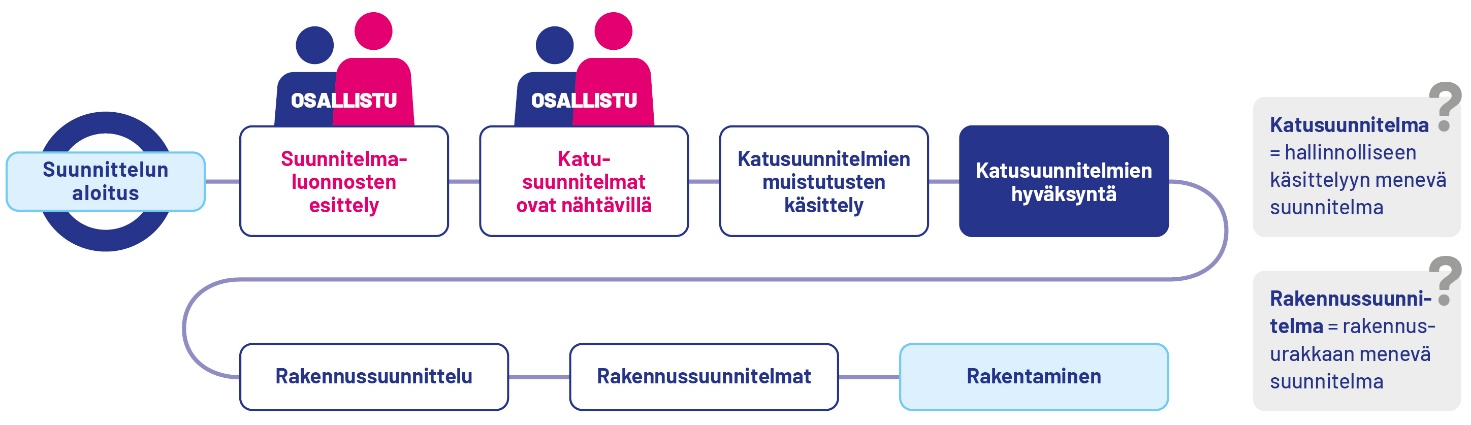 OSALLISTU
OSALLISTU
Suunnittelun
aloitus
Suunnitelma-
luonnosten
esittely
Katu-
suunnitelmat
ovat nähtävillä
Katusuunnitelmien
muistutusten
käsittely
Katusuunnitelmien
hyväksyntä
Rakennussuunnittelu
Rakennussuunnitelmat
Rakentaminen
?
Katusuunnitelma
= hallinnolliseen
käsittelyyn menevä
suunnitelma
?
Rakennussuunni-
telma = rakennus-
urakkaan menevä
suunnitelma